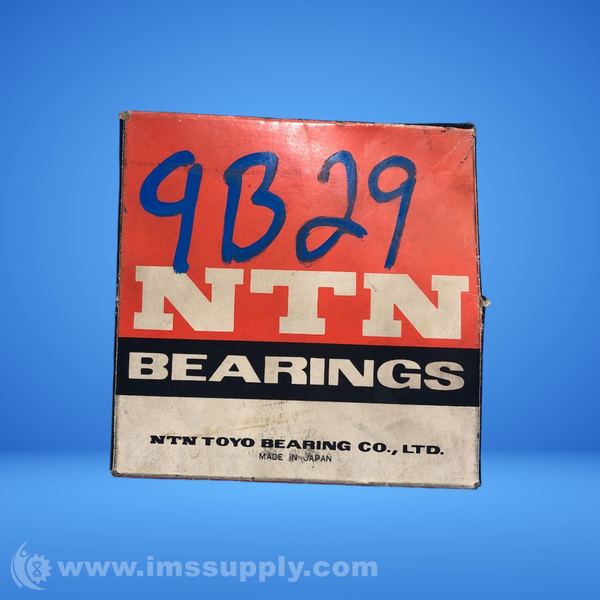 9B29
NTN
BEARINGS
NTN TOYO BEARING CO., LTD.
MADE IN JAPAN
www.imssupply.com